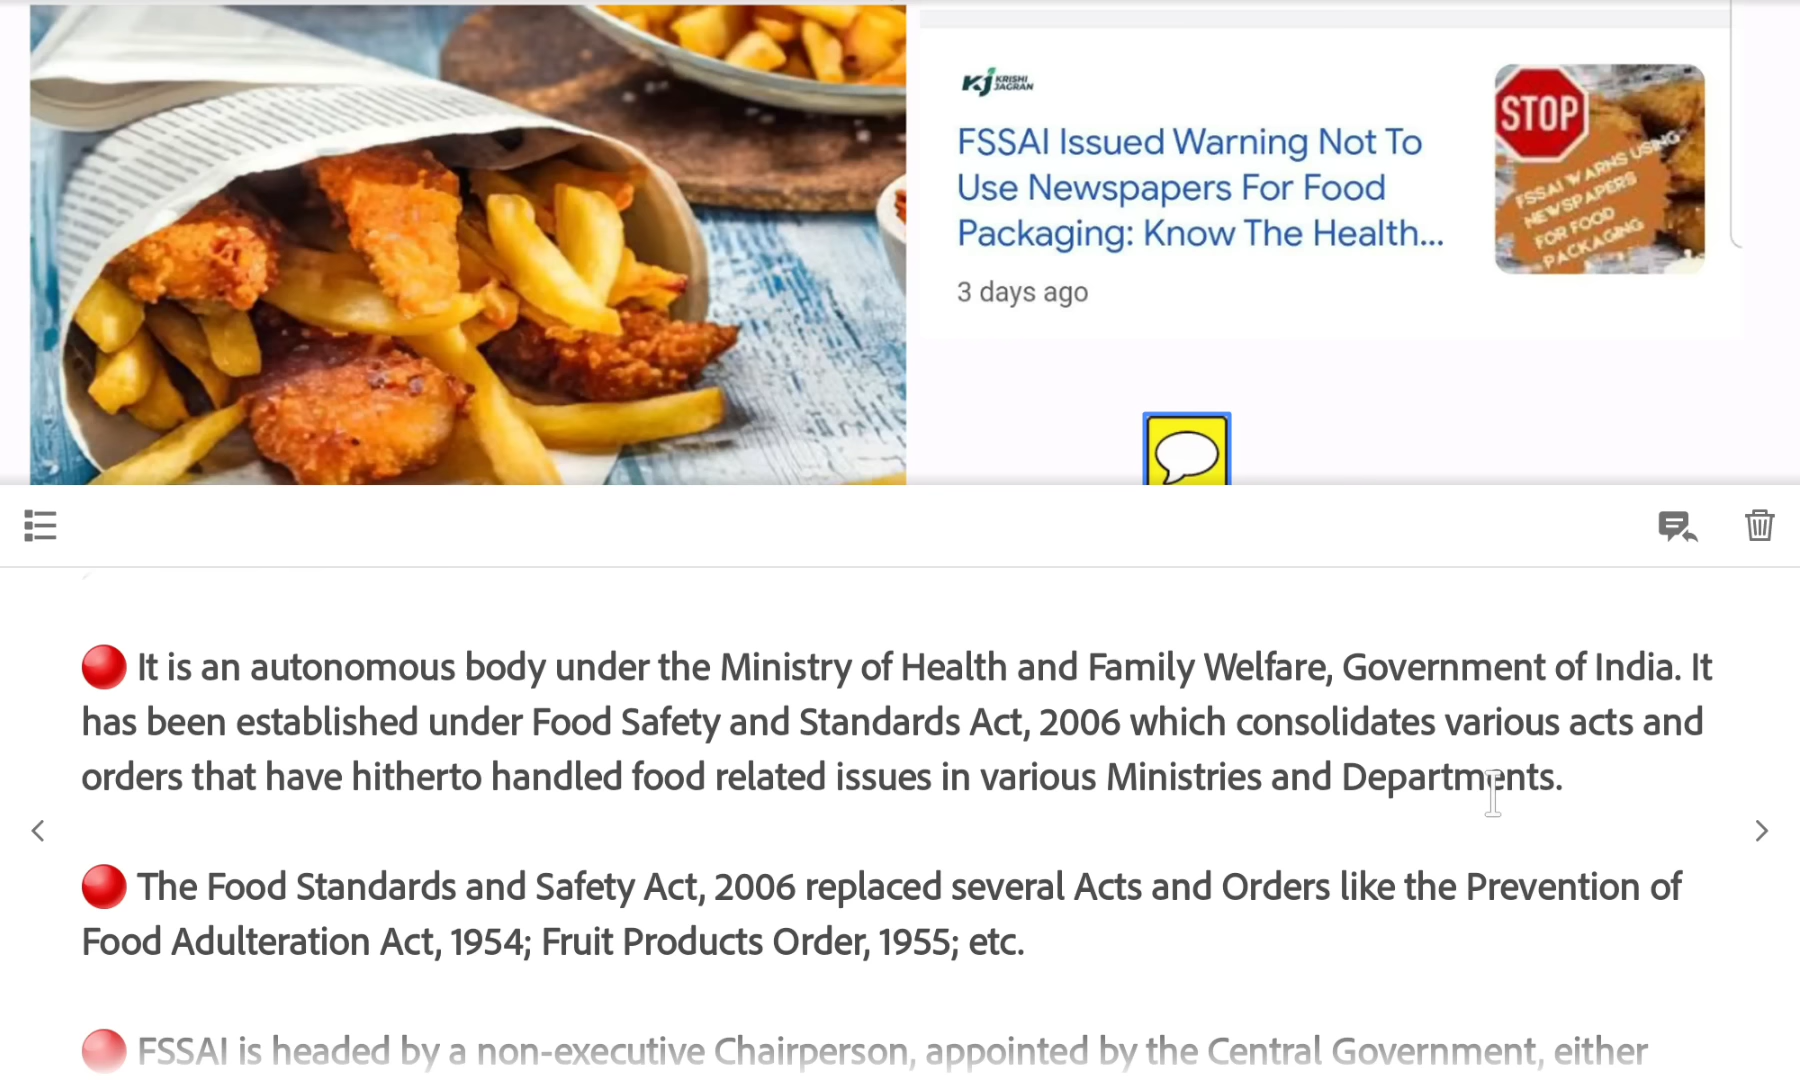 KJ KRISHI
JAGRAN
FSSAI Issued Warning Not To
Use Newspapers For Food
Packaging: Know The Health...
3 days ago
STOP
FSSAI WARNS USING
NEWSPAPERS
FOR FOOD
PACKAGING
It is an autonomous body under the Ministry of Health and Family Welfare, Government of India. It
has been established under Food Safety and Standards Act, 2006 which consolidates various acts and
orders that have hitherto handled food related issues in various Ministries and Departments.
The Food Standards and Safety Act, 2006 replaced several Acts and Orders like the Prevention of
Food Adulteration Act, 1954; Fruit Products Order, 1955; etc.
FSSAI is headed by a non-executive Chairperson, appointed by the Central Government, either